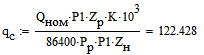 q_c := (Q_ном·P1·Z_p·K·10^3) / (86400·P_p·P1·Z_н) = 122.428